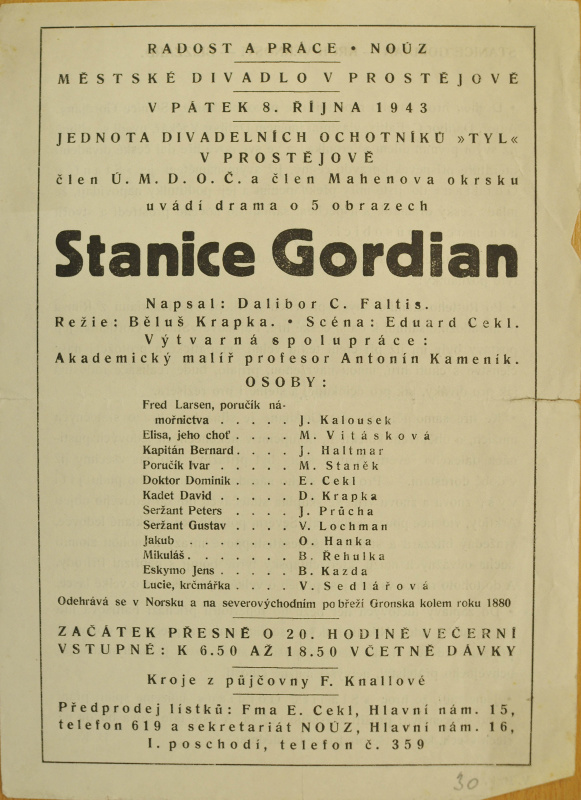 RADOST A PRÁCE • NOÚZ
MĚSTSKÉ DIVADLO V PROSTĚJOVĚ
V PÁTEK 8. ŘÍJNA 1943
JEDNOTA DIVADELNÍCH OCHOTNÍKŮ »TYL«
V PROSTĚJOVĚ
člen Ú. M. D. O. Č. a člen Mahenova okrsku
uvádí drama o 5 obrazech
Stanice Gordian
Napsal: Dalibor C. Faltis.
Režie: Běluš Krapka. • Scéna: Eduard Cekl.
Výtvarná spolupráce:
Akademický malíř profesor Antonín Kameník.
OSOBY:
Fred Larsen, poručík ná-
mořnictva . . . . . J. Kalousek
Elisa, jeho choť . . . . M. Vitásková
Kapitán Bernard . . . . J. Haltmar
Poručík Ivar . . . . . M. Staněk
Doktor Dominik . . . . E. Cekl
Kadet David . . . . . D. Krapka
Seržant Peters . . . . J. Průcha
Seržant Gustav . . . . V. Lochman
Jakub . . . . . . . O. Hanka
Mikuláš . . . . . . . B. Řehulka
Eskymo Jens . . . . . B. Kazda
Lucie, krčmářka . . . . V. Sedlářová
Odehrává se v Norsku a na severovýchodním pobřeží Gronska kolem roku 1880
ZAČÁTEK PŘESNĚ O 20. HODINĚ VEČERNÍ
VSTUPNÉ: K 6.50 AŽ 18.50 VČETNĚ DÁVKY
Kroje z půjčovny F. Knallové
Předprodej lístků: Fma E. Cekl, Hlavní nám. 15,
telefon 619 a sekretariát NOÚZ, Hlavní nám. 16,
I. poschodí, telefon č. 359
30